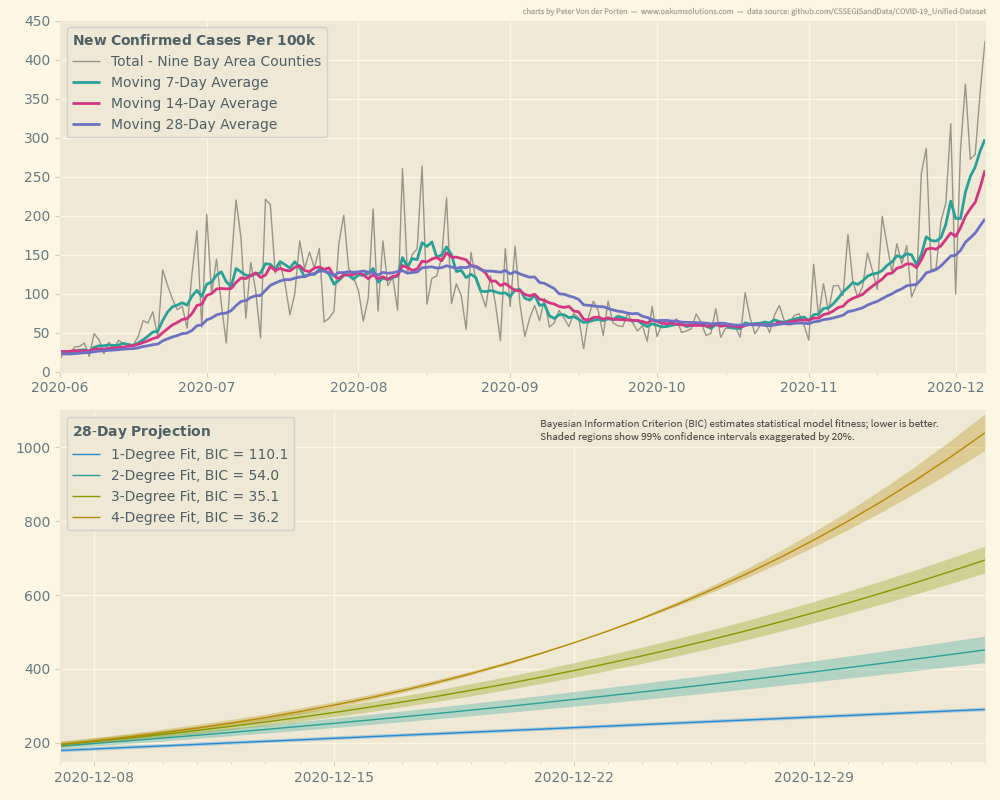 charts by Peter Von der Porten — www.oakumsolutions.com — data source: github.com/CSSEGISandData/COVID-19_Unified-Dataset
450
400
350
300
250
200
150
100
50
0
New Confirmed Cases Per 100k
Total - Nine Bay Area Counties
Moving 7-Day Average
Moving 14-Day Average
Moving 28-Day Average
2020-06
2020-07
2020-08
2020-09
2020-10
2020-11
2020-12
28-Day Projection
1-Degree Fit, BIC = 110.1
2-Degree Fit, BIC = 54.0
3-Degree Fit, BIC = 35.1
4-Degree Fit, BIC = 36.2
Bayesian Information Criterion (BIC) estimates statistical model fitness; lower is better.
Shaded regions show 99% confidence intervals exaggerated by 20%.
1000
800
600
400
200
2020-12-08
2020-12-15
2020-12-22
2020-12-29